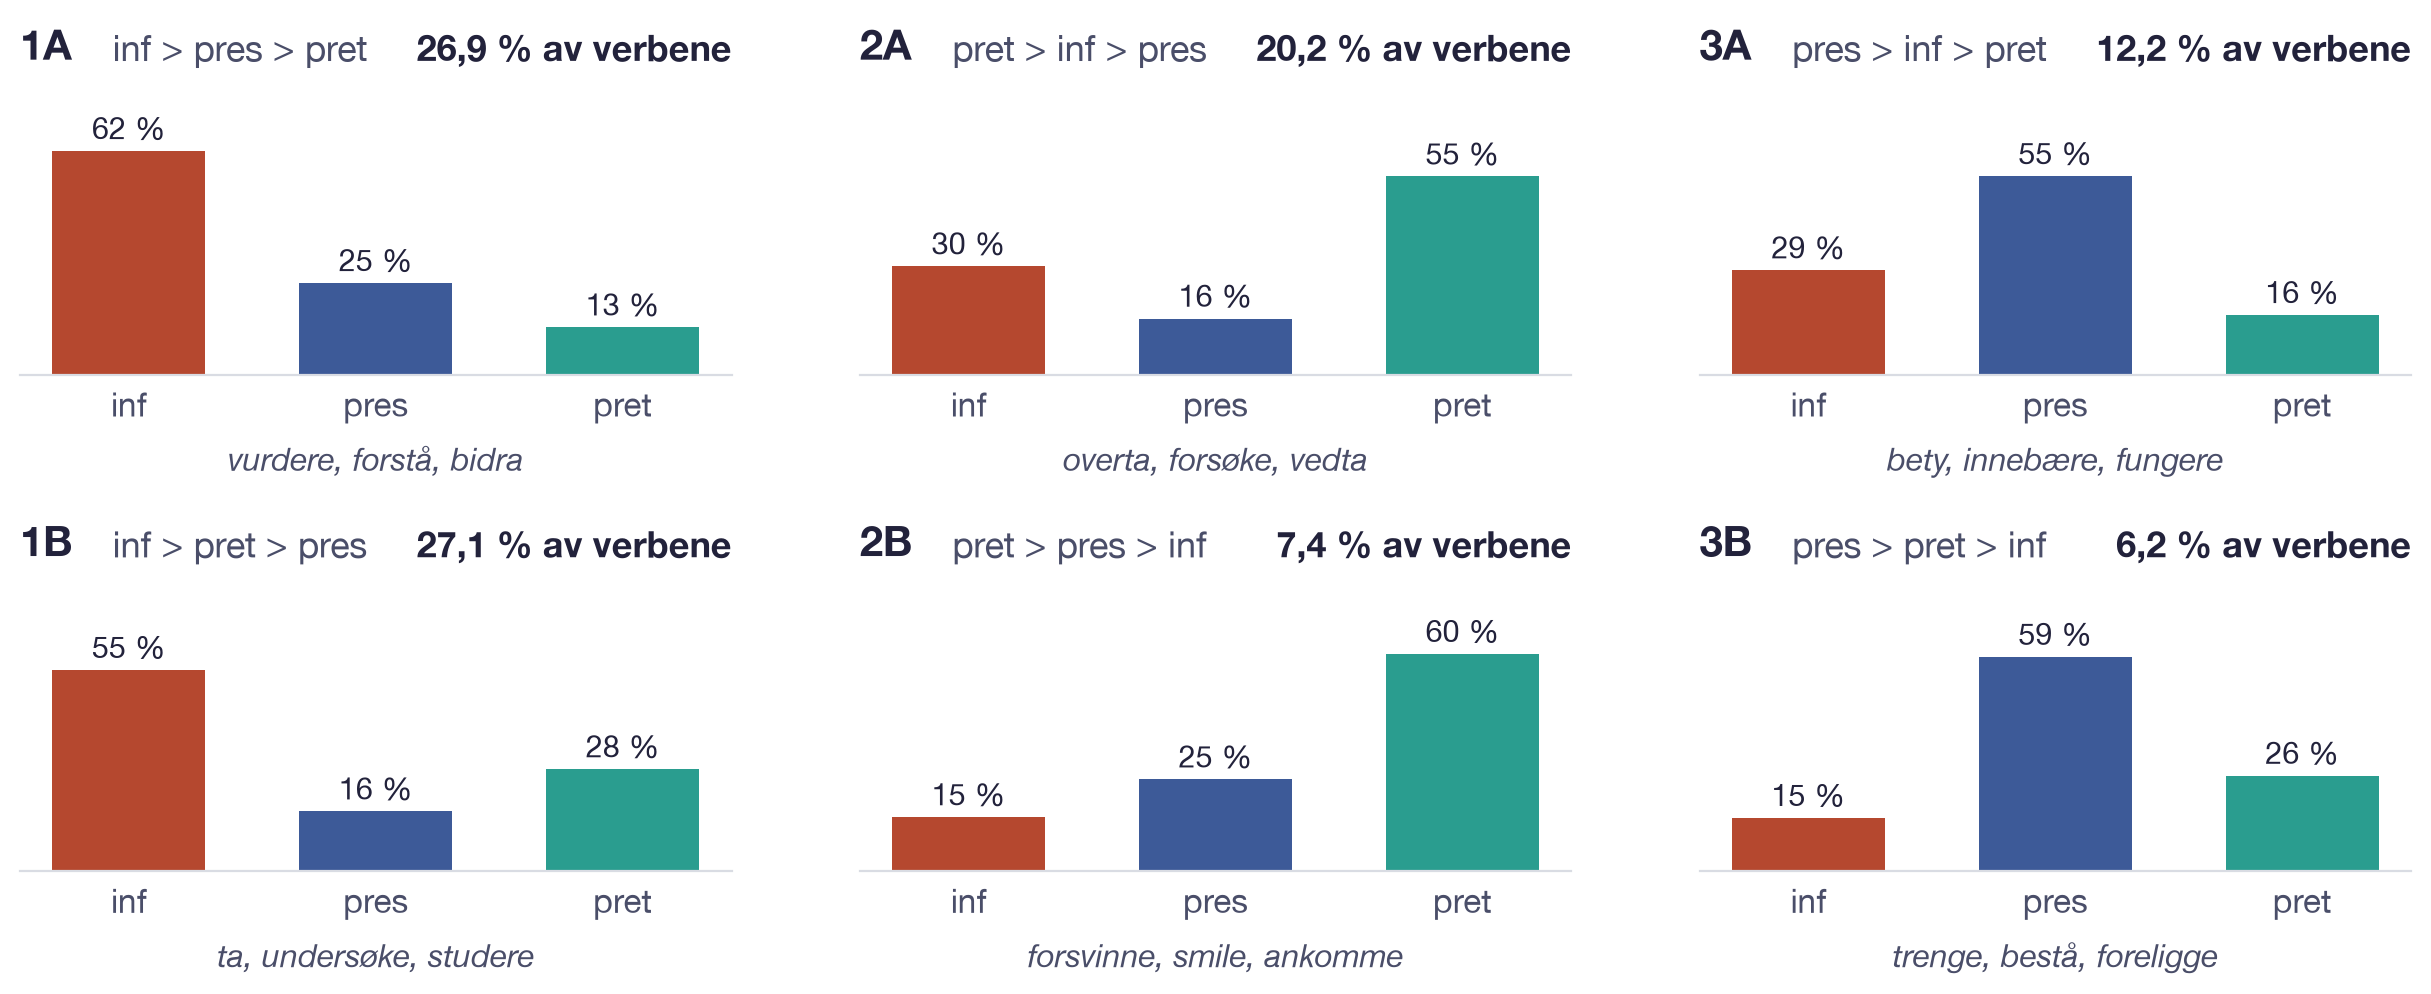 1A inf > pres > pret 26,9 % av verbene
62 %
25 %
13 %
inf pres pret
vurdere, forstå, bidra
2A pret > inf > pres 20,2 % av verbene
30 %
16 %
55 %
inf pres pret
overta, forsøke, vedta
3A pres > inf > pret 12,2 % av verbene
29 %
55 %
16 %
inf pres pret
bety, innebære, fungere
1B inf > pret > pres 27,1 % av verbene
55 %
16 %
28 %
inf pres pret
ta, undersøke, studere
2B pret > pres > inf 7,4 % av verbene
15 %
25 %
60 %
inf pres pret
forsvinne, smile, ankomme
3B pres > pret > inf 6,2 % av verbene
15 %
59 %
26 %
inf pres pret
trenge, bestå, foreligge